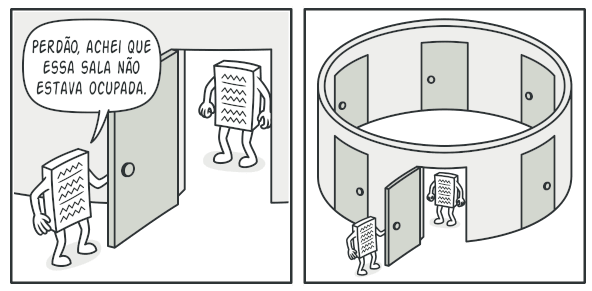 PERDÃO, ACHEI QUE
ESSA SALA NÃO
ESTAVA OCUPADA.